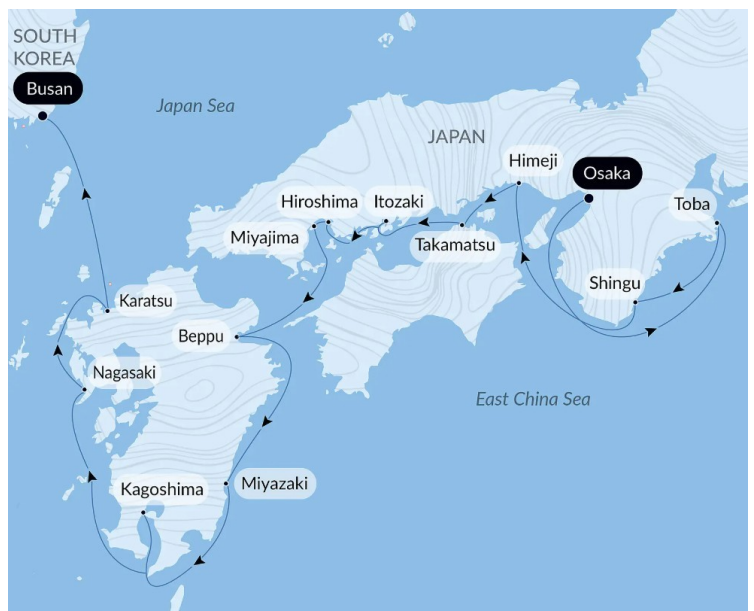 SOUTH
KOREA
Busan
Japan Sea
JAPAN
Himeji
Osaka
Hiroshima
Itozaki
Toba
Miyajima
Takamatsu
Shingu
Karatsu
Beppu
Nagasaki
East China Sea
Kagoshima
Miyazaki